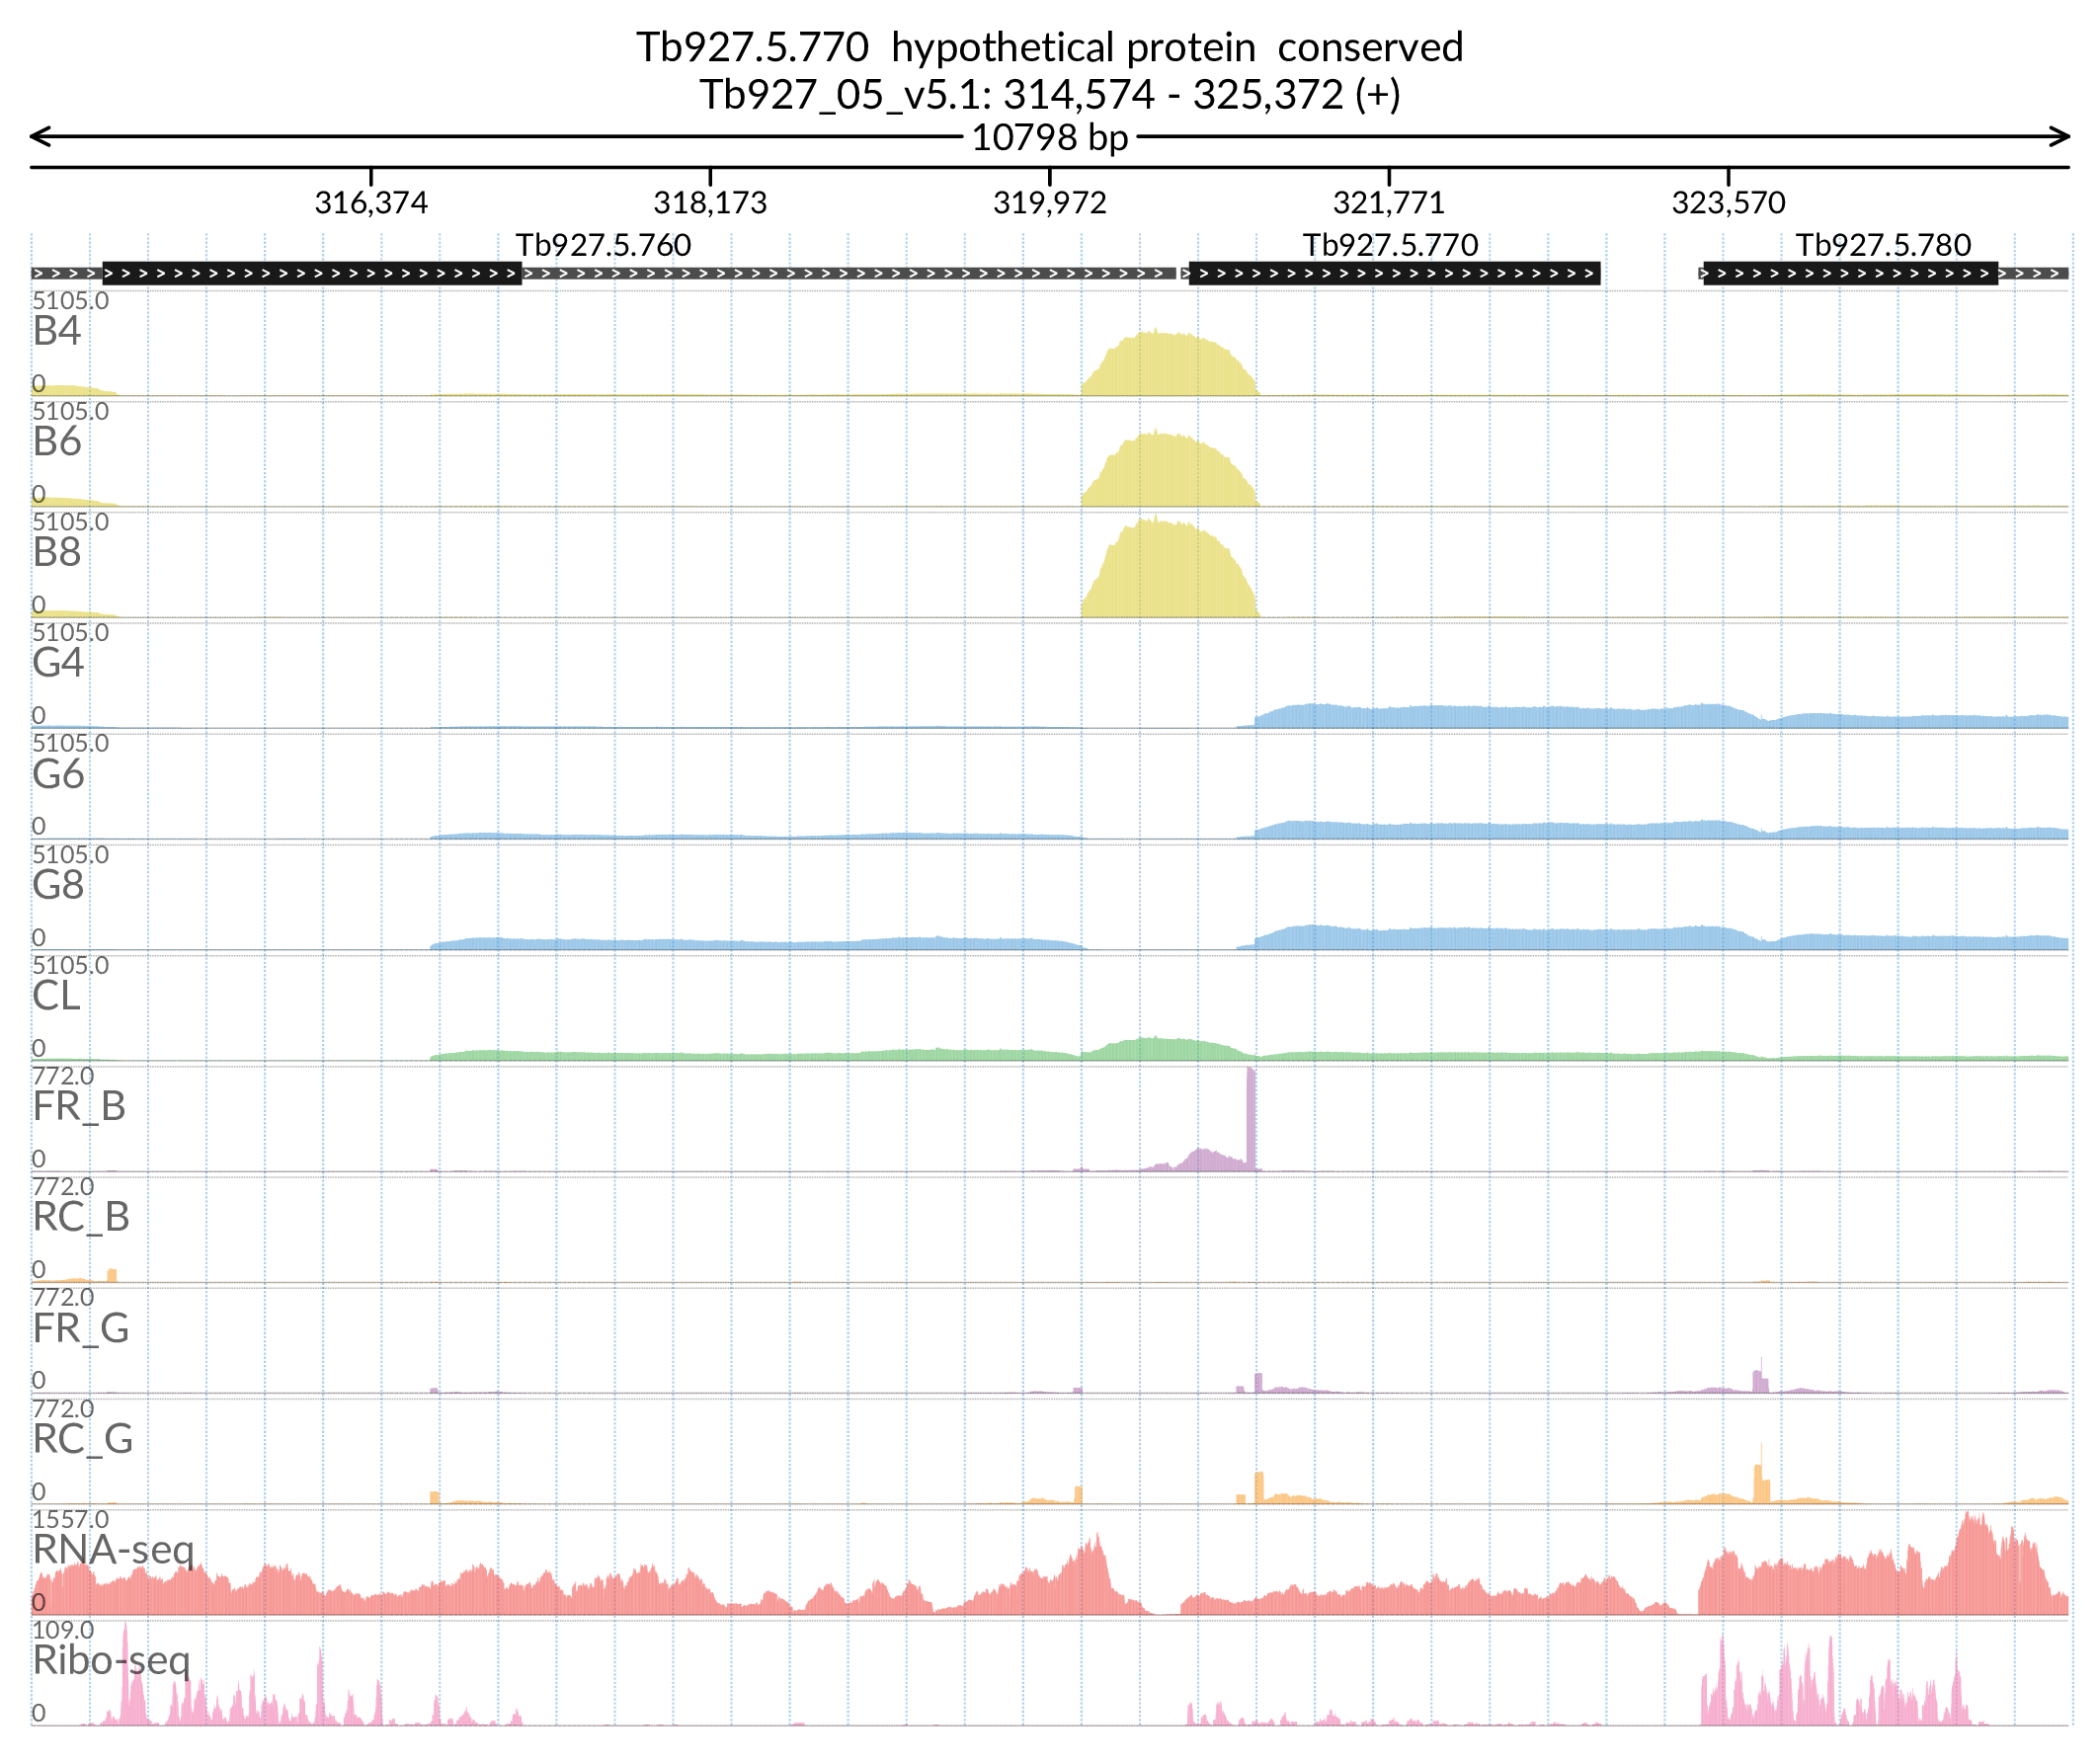 Tb927.5.770 hypothetical protein conserved
Tb927_05_v5.1: 314,574 - 325,372 (+)
10798 bp
316,374 318,173 319,972 321,771 323,570
Tb927.5.760 Tb927.5.770 Tb927.5.780
5105.0
B4
0
5105.0
B6
0
5105.0
B8
0
5105.0
G4
0
5105.0
G6
0
5105.0
G8
0
5105.0
CL
0
772.0
FR_B
0
772.0
RC_B
0
772.0
FR_G
0
772.0
RC_G
0
1557.0
RNA-seq
0
109.0
Ribo-seq
0